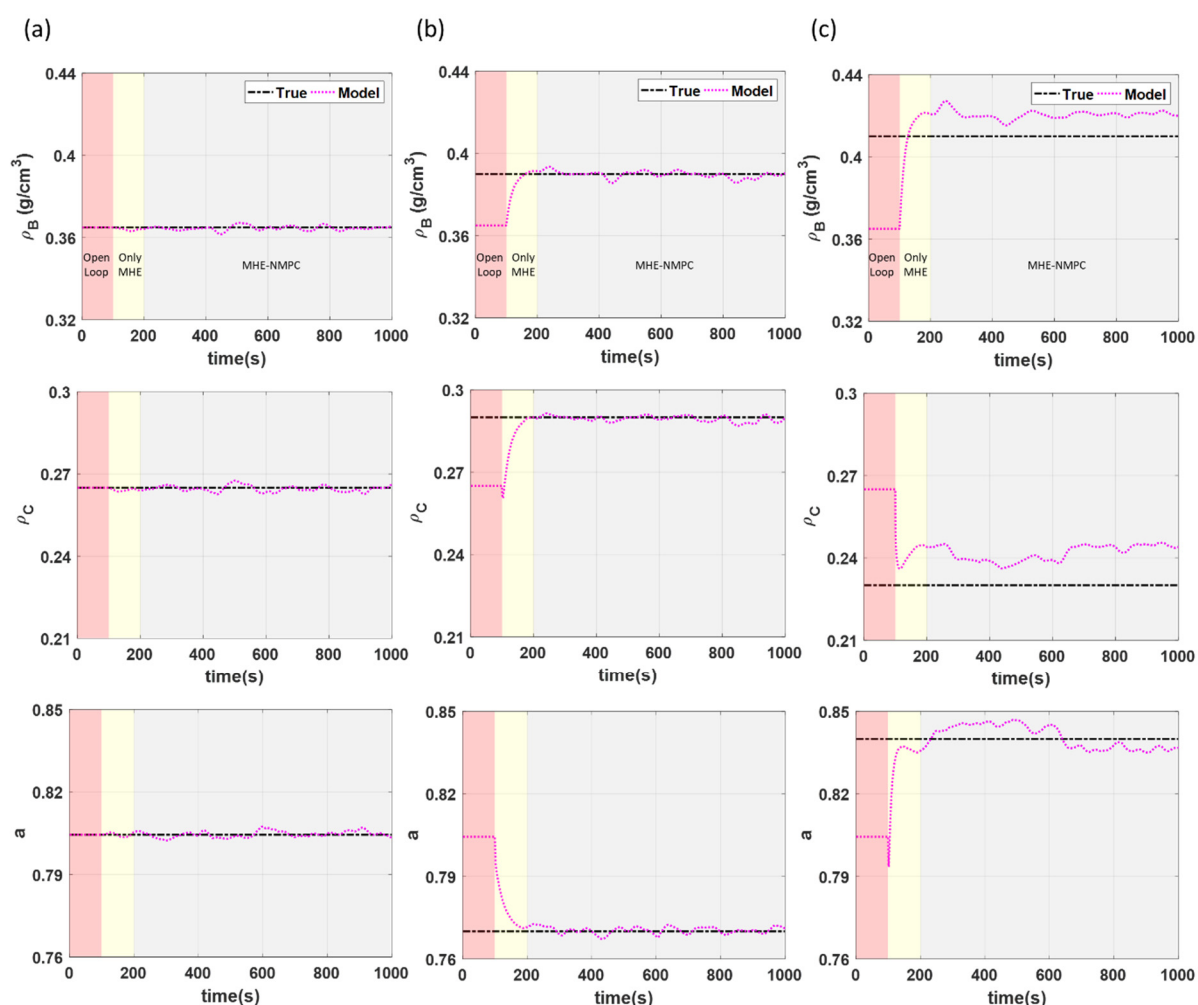 (a)
(b)
(c)
0.44
0.4
0.36
0.32
ρB (g/cm³)
True Model
Open Loop
Only MHE
MHE-NMPC
0 200 400 600 800 1000
time(s)
0.44
0.4
0.36
0.32
ρB (g/cm³)
True Model
Open Loop
Only MHE
MHE-NMPC
0 200 400 600 800 1000
time(s)
0.44
0.4
0.36
0.32
ρB (g/cm³)
True Model
Open Loop
Only MHE
MHE-NMPC
0 200 400 600 800 1000
time(s)
0.3
0.27
0.24
0.21
ρC
0 200 400 600 800 1000
time(s)
0.3
0.27
0.24
0.21
ρC
0 200 400 600 800 1000
time(s)
0.3
0.27
0.24
0.21
ρC
0 200 400 600 800 1000
time(s)
0.85
0.82
0.79
0.76
a
0 200 400 600 800 1000
time(s)
0.85
0.82
0.79
0.76
a
0 200 400 600 800 1000
time(s)
0.85
0.82
0.79
0.76
a
0 200 400 600 800 1000
time(s)